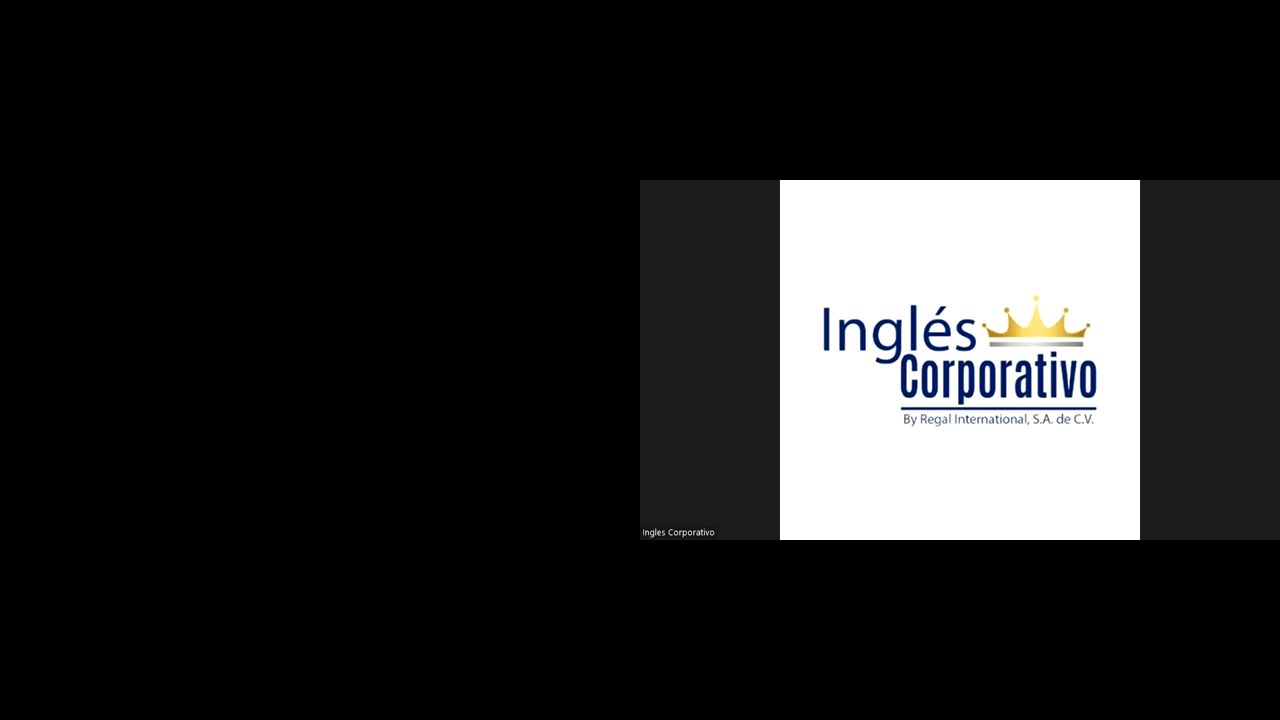 Inglés
Corporativo
By Regal International, S.A. de C.V.
Ingles Corporativo